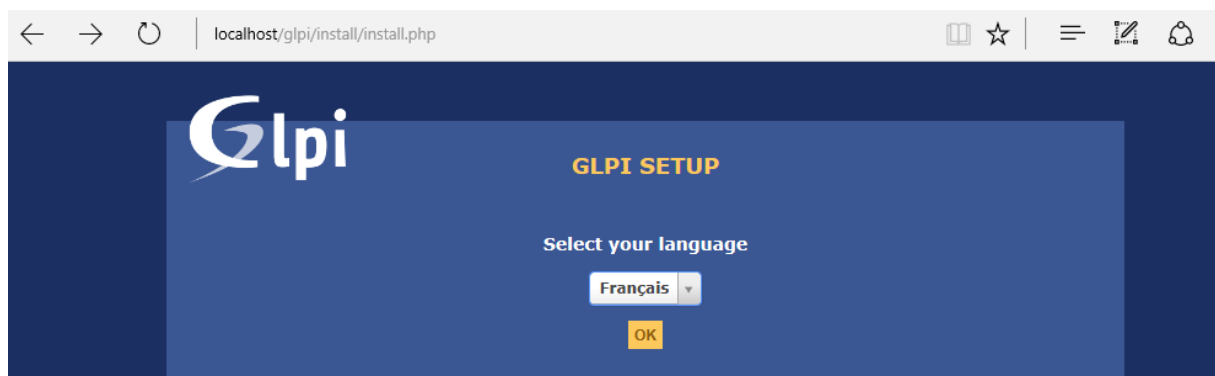 localhost/glpi/install/install.php
Glpi
GLPI SETUP
Select your language
Français
OK